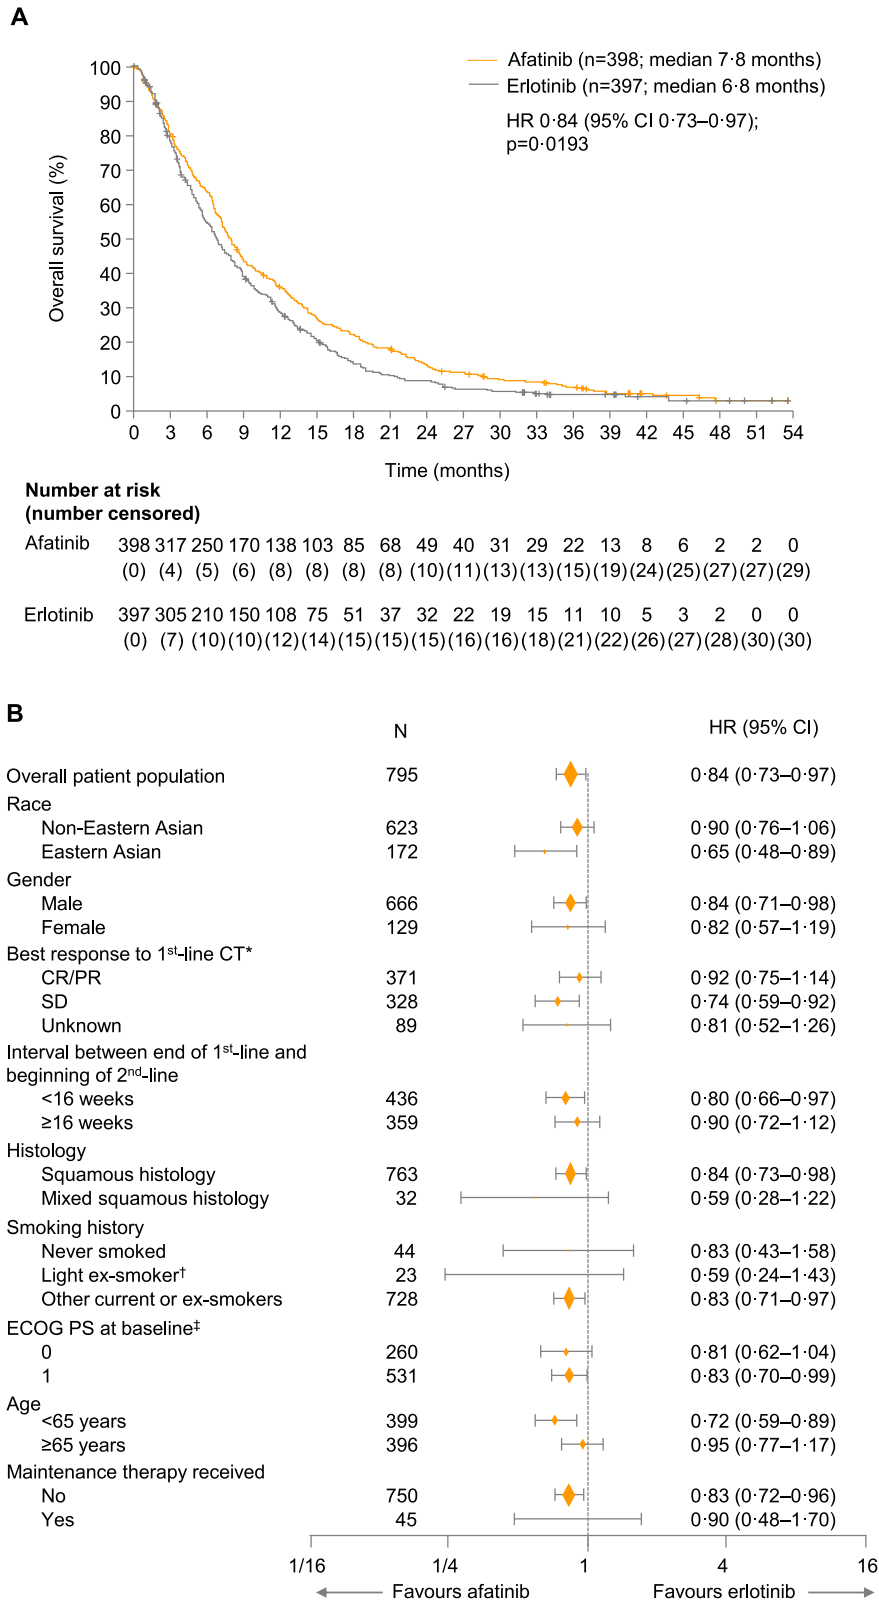 A
Afatinib (n=398; median 7·8 months)
Erlotinib (n=397; median 6·8 months)
HR 0·84 (95% CI 0·73–0·97);
p=0·0193
Overall survival (%)
100
90
80
70
60
50
40
30
20
10
0
0 3 6 9 12 15 18 21 24 27 30 33 36 39 42 45 48 51 54
Time (months)
Number at risk
(number censored)
Afatinib 398 317 250 170 138 103 85 68 49 40 31 29 22 13 8 6 2 2 0
(0) (4) (5) (6) (8) (8) (8) (8) (10) (11) (13) (13) (15) (19) (24) (25) (27) (27) (29)
Erlotinib 397 305 210 150 108 75 51 37 32 22 19 15 11 10 5 3 2 0 0
(0) (7) (10) (10) (12) (14) (15) (15) (15) (16) (16) (18) (21) (22) (26) (27) (28) (30) (30)
B
N HR (95% CI)
Overall patient population 795 0·84 (0·73–0·97)
Race
Non-Eastern Asian 623 0·90 (0·76–1·06)
Eastern Asian 172 0·65 (0·48–0·89)
Gender
Male 666 0·84 (0·71–0·98)
Female 129 0·82 (0·57–1·19)
Best response to 1st-line CT*
CR/PR 371 0·92 (0·75–1·14)
SD 328 0·74 (0·59–0·92)
Unknown 89 0·81 (0·52–1·26)
Interval between end of 1st-line and
beginning of 2nd-line
<16 weeks 436 0·80 (0·66–0·97)
≥16 weeks 359 0·90 (0·72–1·12)
Histology
Squamous histology 763 0·84 (0·73–0·98)
Mixed squamous histology 32 0·59 (0·28–1·22)
Smoking history
Never smoked 44 0·83 (0·43–1·58)
Light ex-smoker† 23 0·59 (0·24–1·43)
Other current or ex-smokers 728 0·83 (0·71–0·97)
ECOG PS at baseline‡
0 260 0·81 (0·62–1·04)
1 531 0·83 (0·70–0·99)
Age
<65 years 399 0·72 (0·59–0·89)
≥65 years 396 0·95 (0·77–1·17)
Maintenance therapy received
No 750 0·83 (0·72–0·96)
Yes 45 0·90 (0·48–1·70)
1/16 1/4 1 4 16
Favours afatinib Favours erlotinib